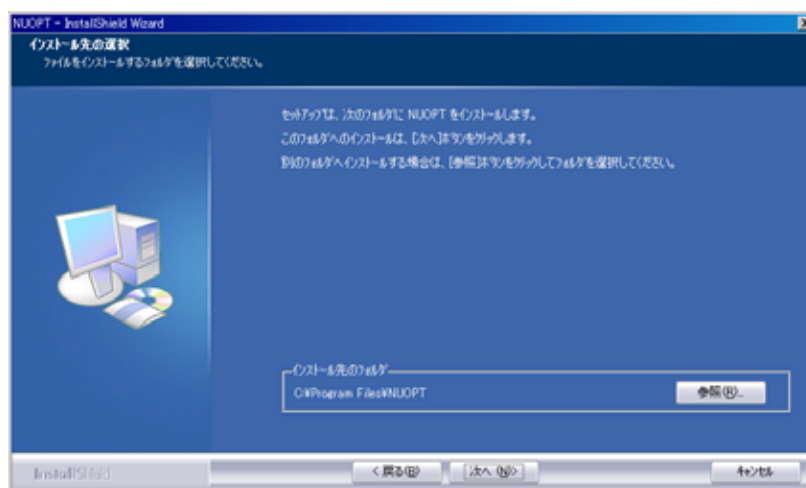 NUOPT - InstallShield Wizard
インストール先の選択
ファイルをインストールするフォルダを選択してください。
セットアップは、次のフォルダに NUOPT をインストールします。
このフォルダへのインストールは、[次へ]ボタンをクリックします。
別のフォルダへインストールする場合は、[参照]ボタンをクリックしてフォルダを選択してください。
インストール先のフォルダ
C:¥Program Files¥NUOPT
参照(R)...
InstallShield
< 戻る(B)
次へ (N)>
キャンセル